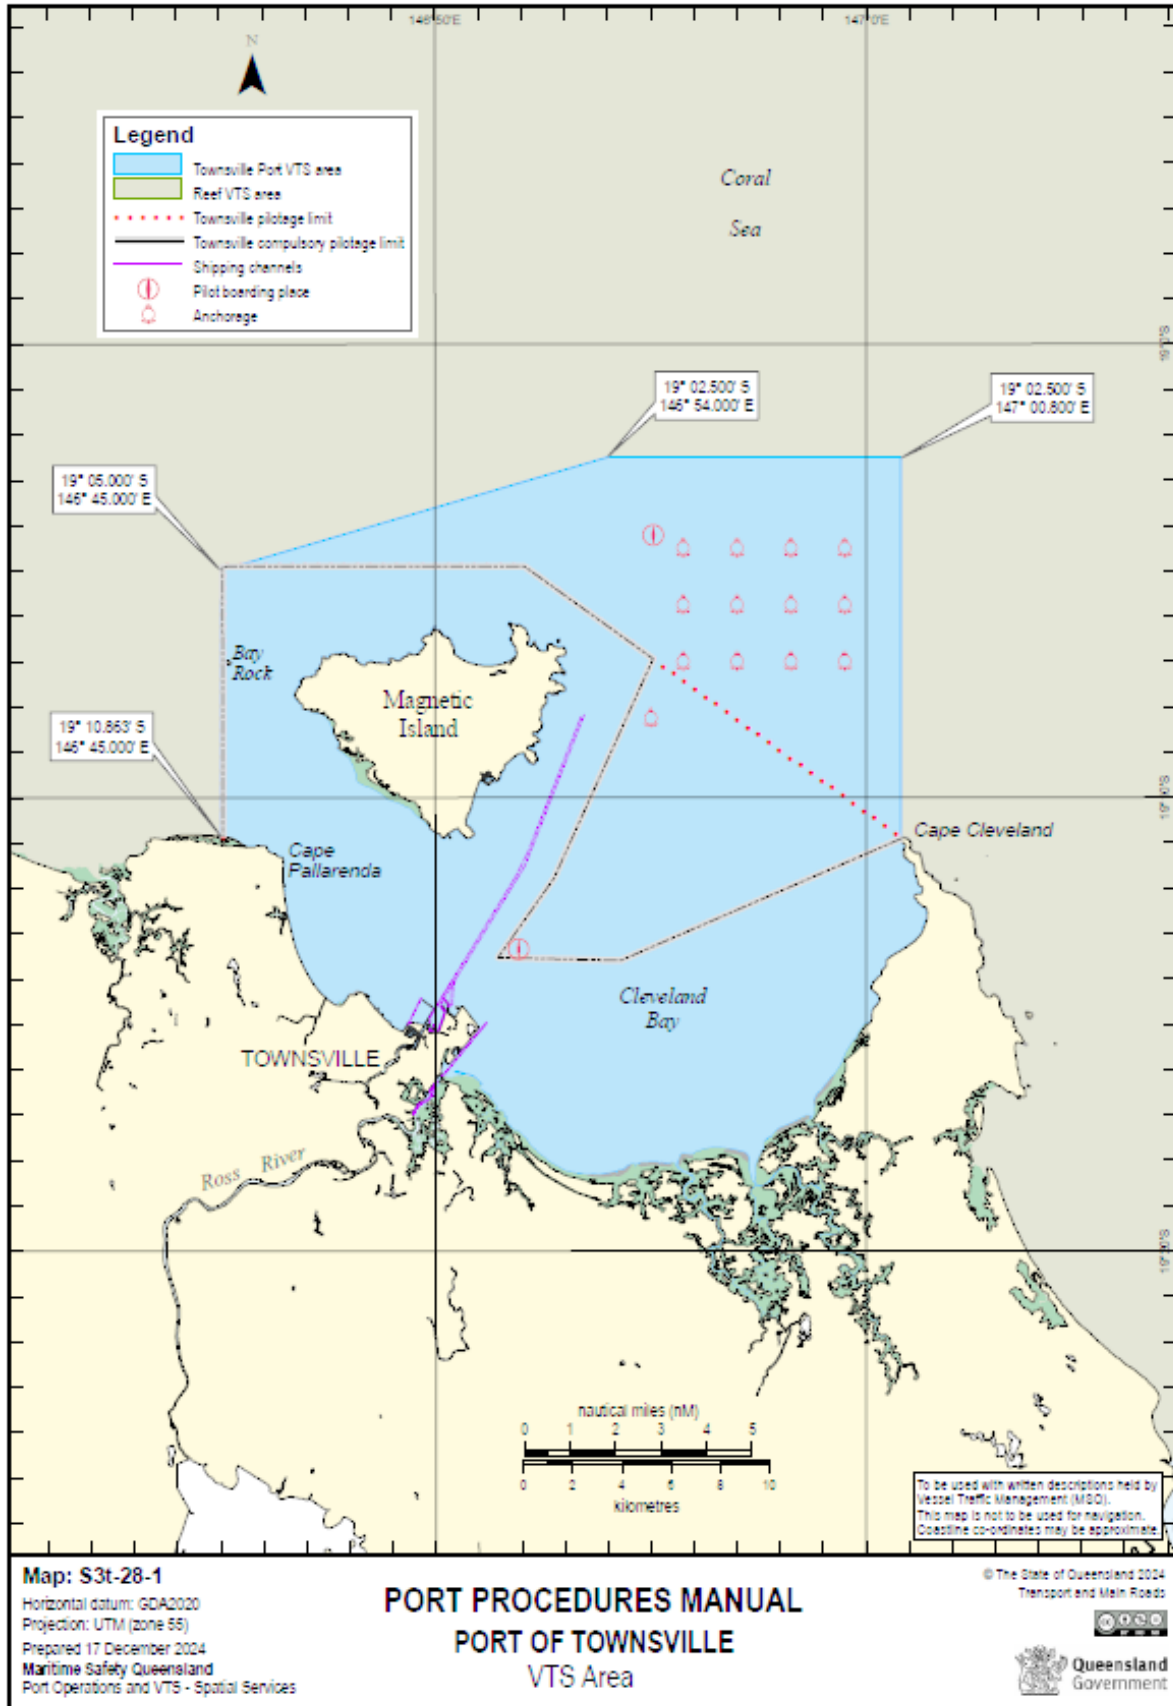 146°50'E
147°0'E
N
Legend
Townsville Port VTS area
Reef VTS area
Townsville pilotage limit
Townsville compulsory pilotage limit
Shipping channels
Pilot boarding place
Anchorage
Coral
Sea
19°0'S
19° 02.500' S
146° 54.000' E
19° 02.500' S
147° 00.800' E
19° 05.000' S
146° 45.000' E
Bay
Rock
Magnetic
Island
19° 10.863' S
146° 45.000' E
Cape
Pallarenda
Cape Cleveland
Cleveland
Bay
TOWNSVILLE
Ross River
nautical miles (nM)
0 1 2 3 4 5
0 2 4 6 8 10
kilometres
To be used with written descriptions held by
Vessel Traffic Management (MSQ).
This map is not to be used for navigation.
Coastline co-ordinates may be approximate.
Map: S3t-28-1
Horizontal datum: GDA2020
Projection: UTM (zone 55)
Prepared 17 December 2024
Maritime Safety Queensland
Port Operations and VTS - Spatial Services
PORT PROCEDURES MANUAL
PORT OF TOWNSVILLE
VTS Area
© The State of Queensland 2024
Transport and Main Roads
Queensland
Government